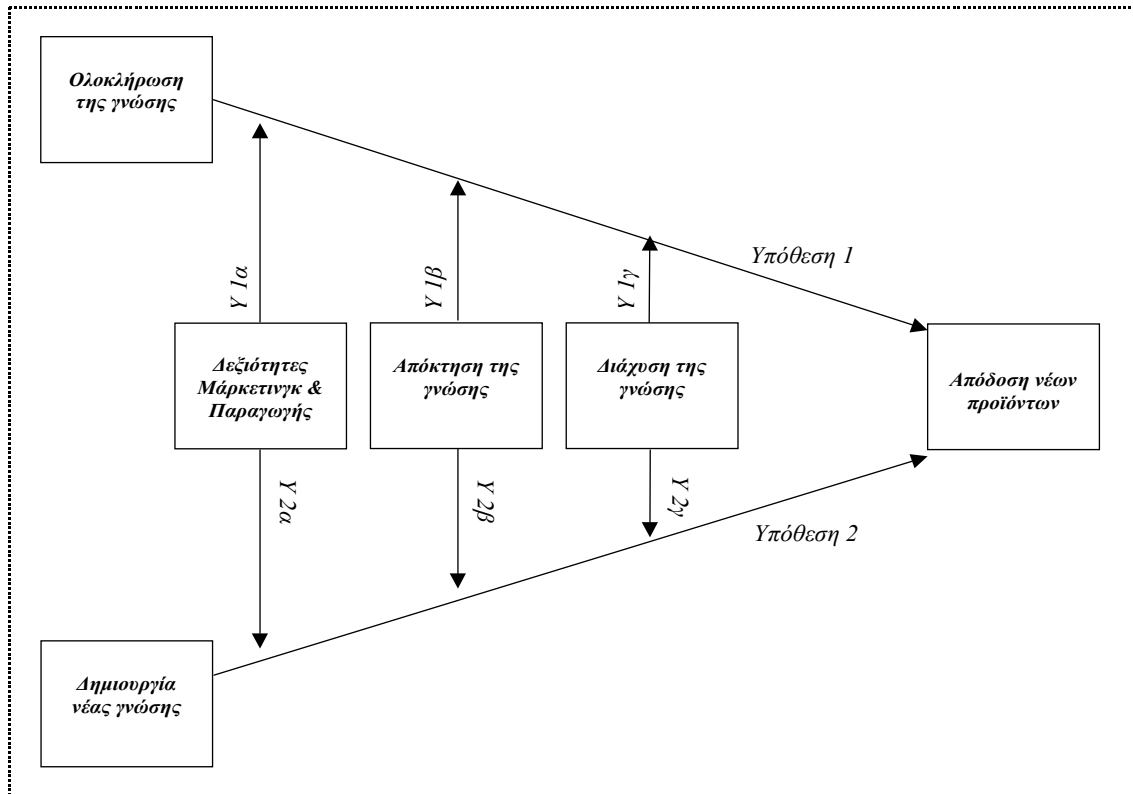 Ολοκλήρωση
της γνώσης
Υπόθεση 1
Υ 1α
Υ 1β
Υ 1γ
Δεξιότητες
Μάρκετινγκ &
Παραγωγής
Απόκτηση της
γνώσης
Διάχυση της
γνώσης
Απόδοση νέων
προϊόντων
Υ 2α
Υ 2β
Υ 2γ
Υπόθεση 2
Δημιουργία
νέας γνώσης